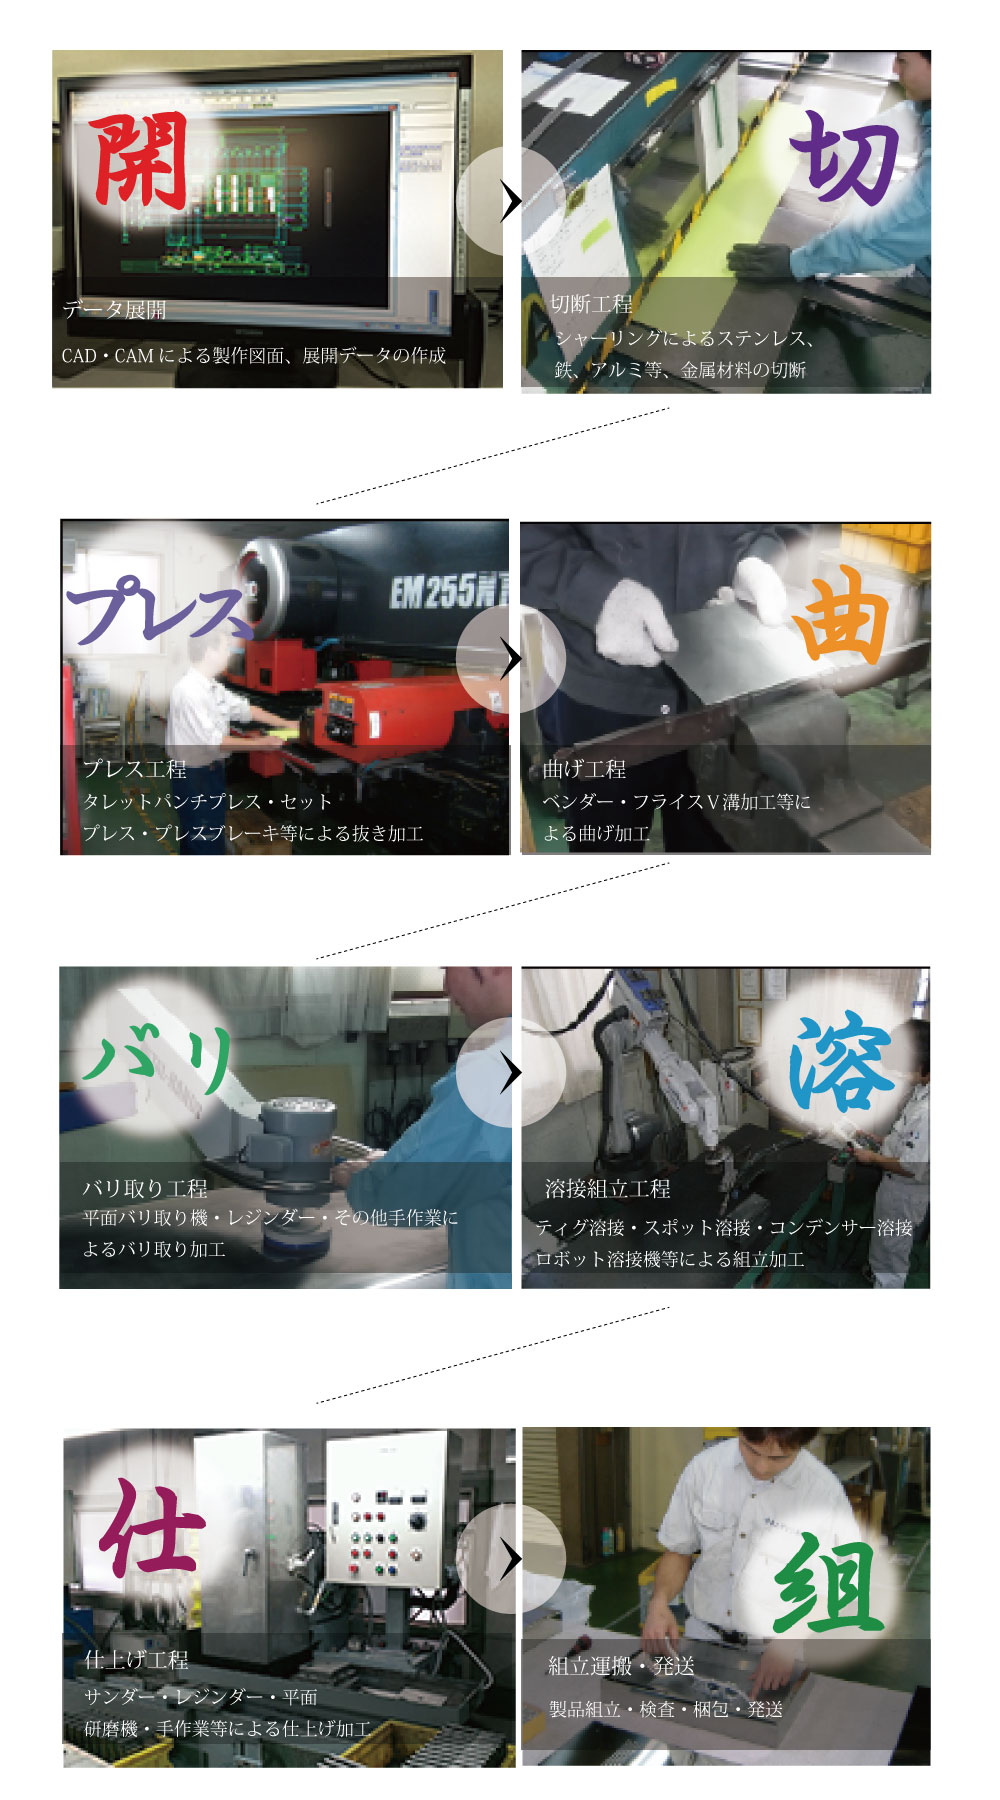 開
データ展開
CAD・CAMによる製作図面、展開データの作成
切
切断工程
シャーリングによるステンレス、
鉄、アルミ等、金属材料の切断
プレス
EM255NT
プレス工程
タレットパンチプレス・セット
プレス・プレスブレーキ等による抜き加工
曲
曲げ工程
ベンダー・フライスＶ溝加工等に
よる曲げ加工
バリ
バリ取り工程
平面バリ取り機・レジンダー・その他手作業に
よるバリ取り加工
溶
溶接組立工程
ティグ溶接・スポット溶接・コンデンサー溶接
ロボット溶接機等による組立加工
仕
仕上げ工程
サンダー・レジンダー・平面
研磨機・手作業等による仕上げ加工
組
組立運搬・発送
製品組立・検査・梱包・発送